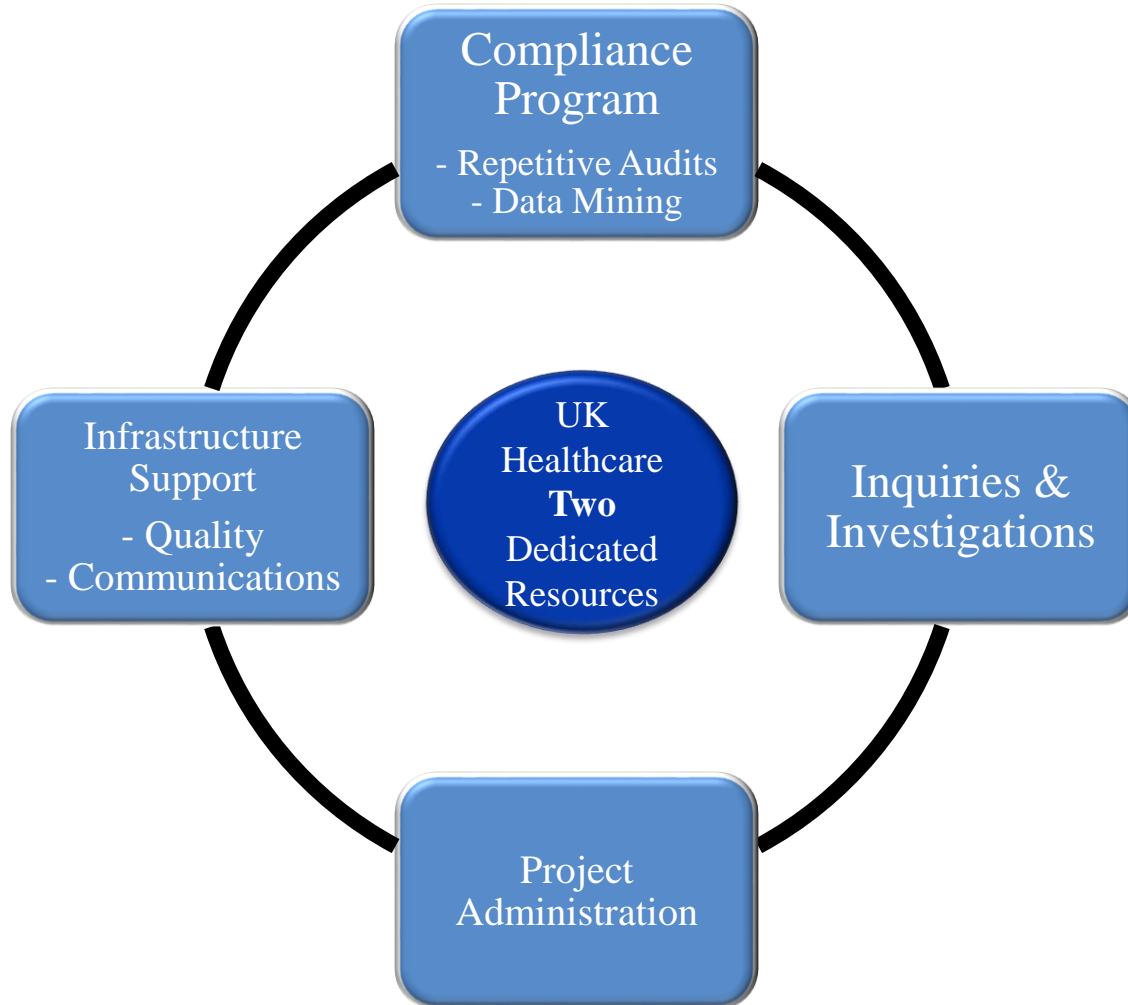 Compliance
Program
- Repetitive Audits
- Data Mining
Infrastructure
Support
- Quality
- Communications
UK
Healthcare
Two
Dedicated
Resources
Inquiries &
Investigations
Project
Administration